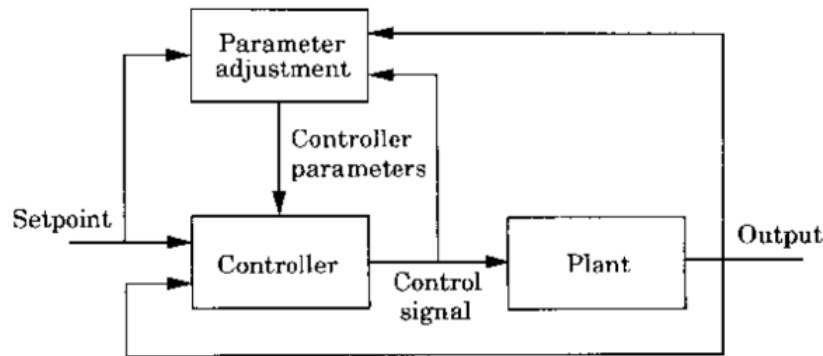 Parameter
adjustment
Controller
parameters
Setpoint
Controller
Control
signal
Plant
Output